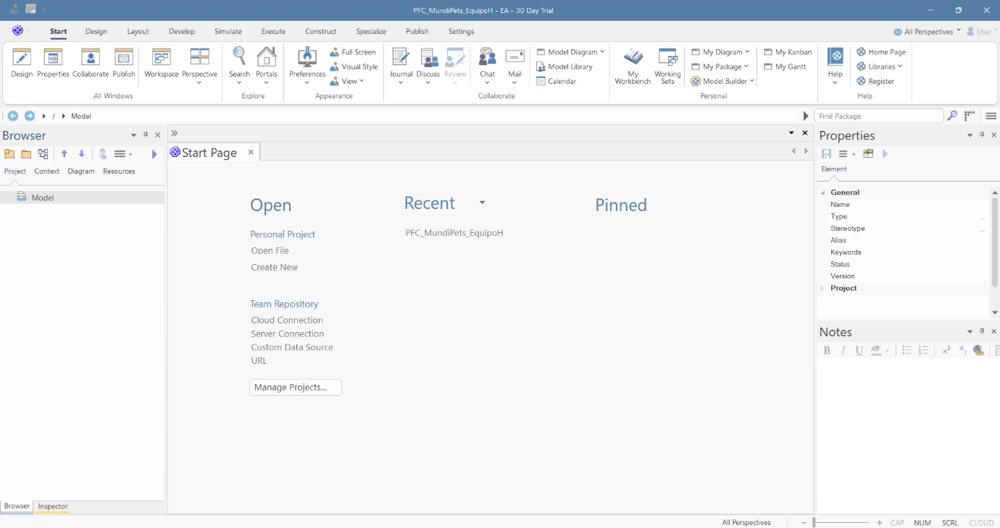 PFC_MundiPets_EquipoH - EA - 30 Day Trial
Start Design Layout Develop Simulate Execute Construct Specialize Publish Settings All Perspectives User
Design Properties Collaborate Publish Workspace Perspective
All Windows
Search Portals
Explore
Preferences Full Screen Visual Style View
Appearance
Journal Discuss Review Chat Mail Model Diagram Model Library Calendar
Collaborate
My Workbench Working Sets My Diagram My Package Model Builder My Kanban My Gantt
Personal
Help Home Page Libraries Register
Help
/ Model Find Package
Browser
Project Context Diagram Resources
Model
Browser Inspector
Start Page
Open
Personal Project
Open File
Create New
Team Repository
Cloud Connection
Server Connection
Custom Data Source
URL
Manage Projects...
Recent
PFC_MundiPets_EquipoH
Pinned
Properties
Element
General
Name
Type ...
Stereotype ...
Alias
Keywords
Status
Version
Project
Notes
B I U A x² x₂
All Perspectives CAP NUM SCRL CLOUD